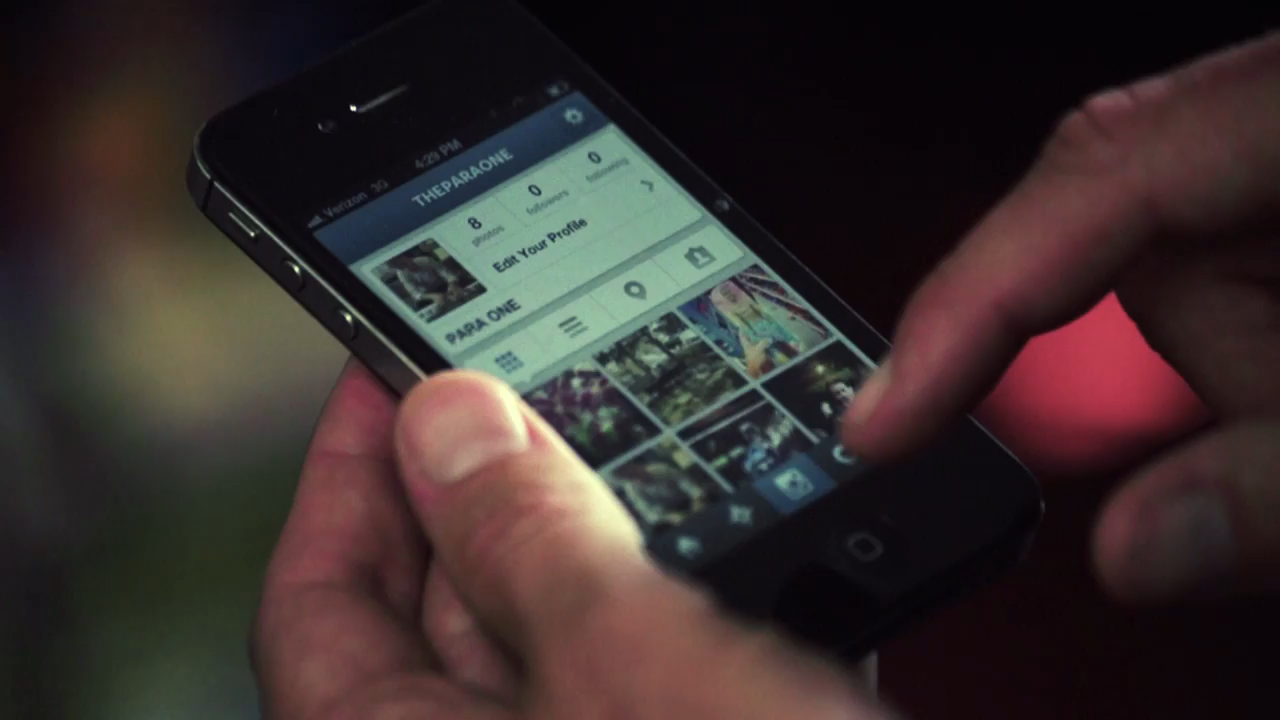 Verizon 3G 4:29 PM
THEPARAONE
8 0 0
photos followers following
Edit Your Profile
PARA ONE